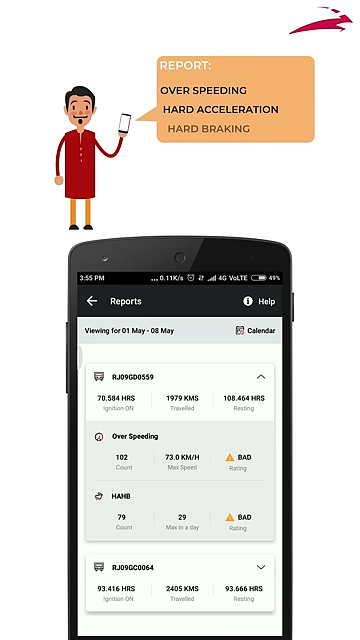 REPORT:
OVER SPEEDING
HARD ACCELERATION
HARD BRAKING
3:55 PM ... 0.11K/s 4G VoLTE 49%
Reports Help
Viewing for 01 May - 08 May Calendar
RJ09GD0559
70.584 HRS 1979 KMS 108.464 HRS
Ignition ON Travelled Resting
Over Speeding
102 73.0 KM/H BAD
Count Max Speed Rating
HAHB
79 29 BAD
Count Max in a day Rating
RJ09GC0064
93.416 HRS 2405 KMS 93.666 HRS
Ignition ON Travelled Resting